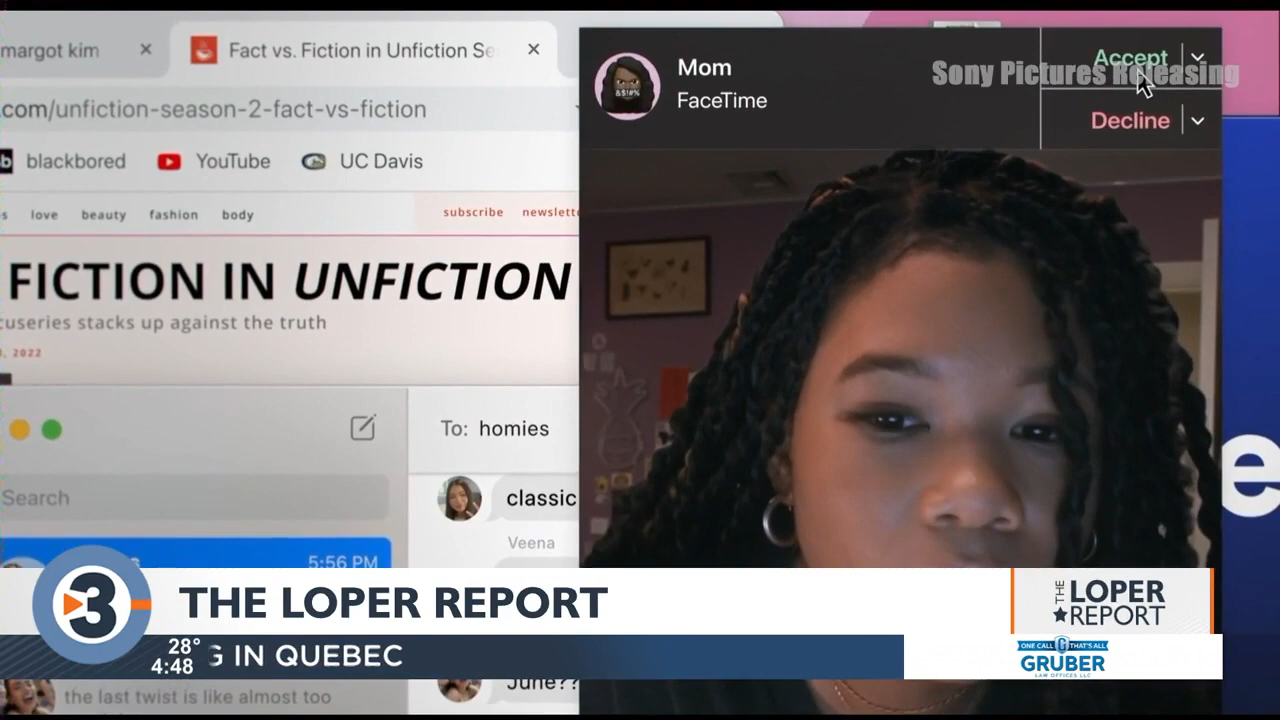 margot kim
Fact vs. Fiction in Unfiction Se
.com/unfiction-season-2-fact-vs-fiction
blackbored
YouTube
UC Davis
love
beauty
fashion
body
subscribe
FICTION IN UNFICTION
stacks up against the truth
2022
Search
5:56 PM
To: homies
classic
Veena
June??
the last twist is like almost too
Mom
FaceTime
Accept
Decline
Sony Pictures Releasing
&$!#%
e
3
THE LOPER REPORT
28°
4:48
G IN QUEBEC
THE
LOPER
REPORT
ONE CALL G THAT'S ALL
GRUBER
LAW OFFICES LLC